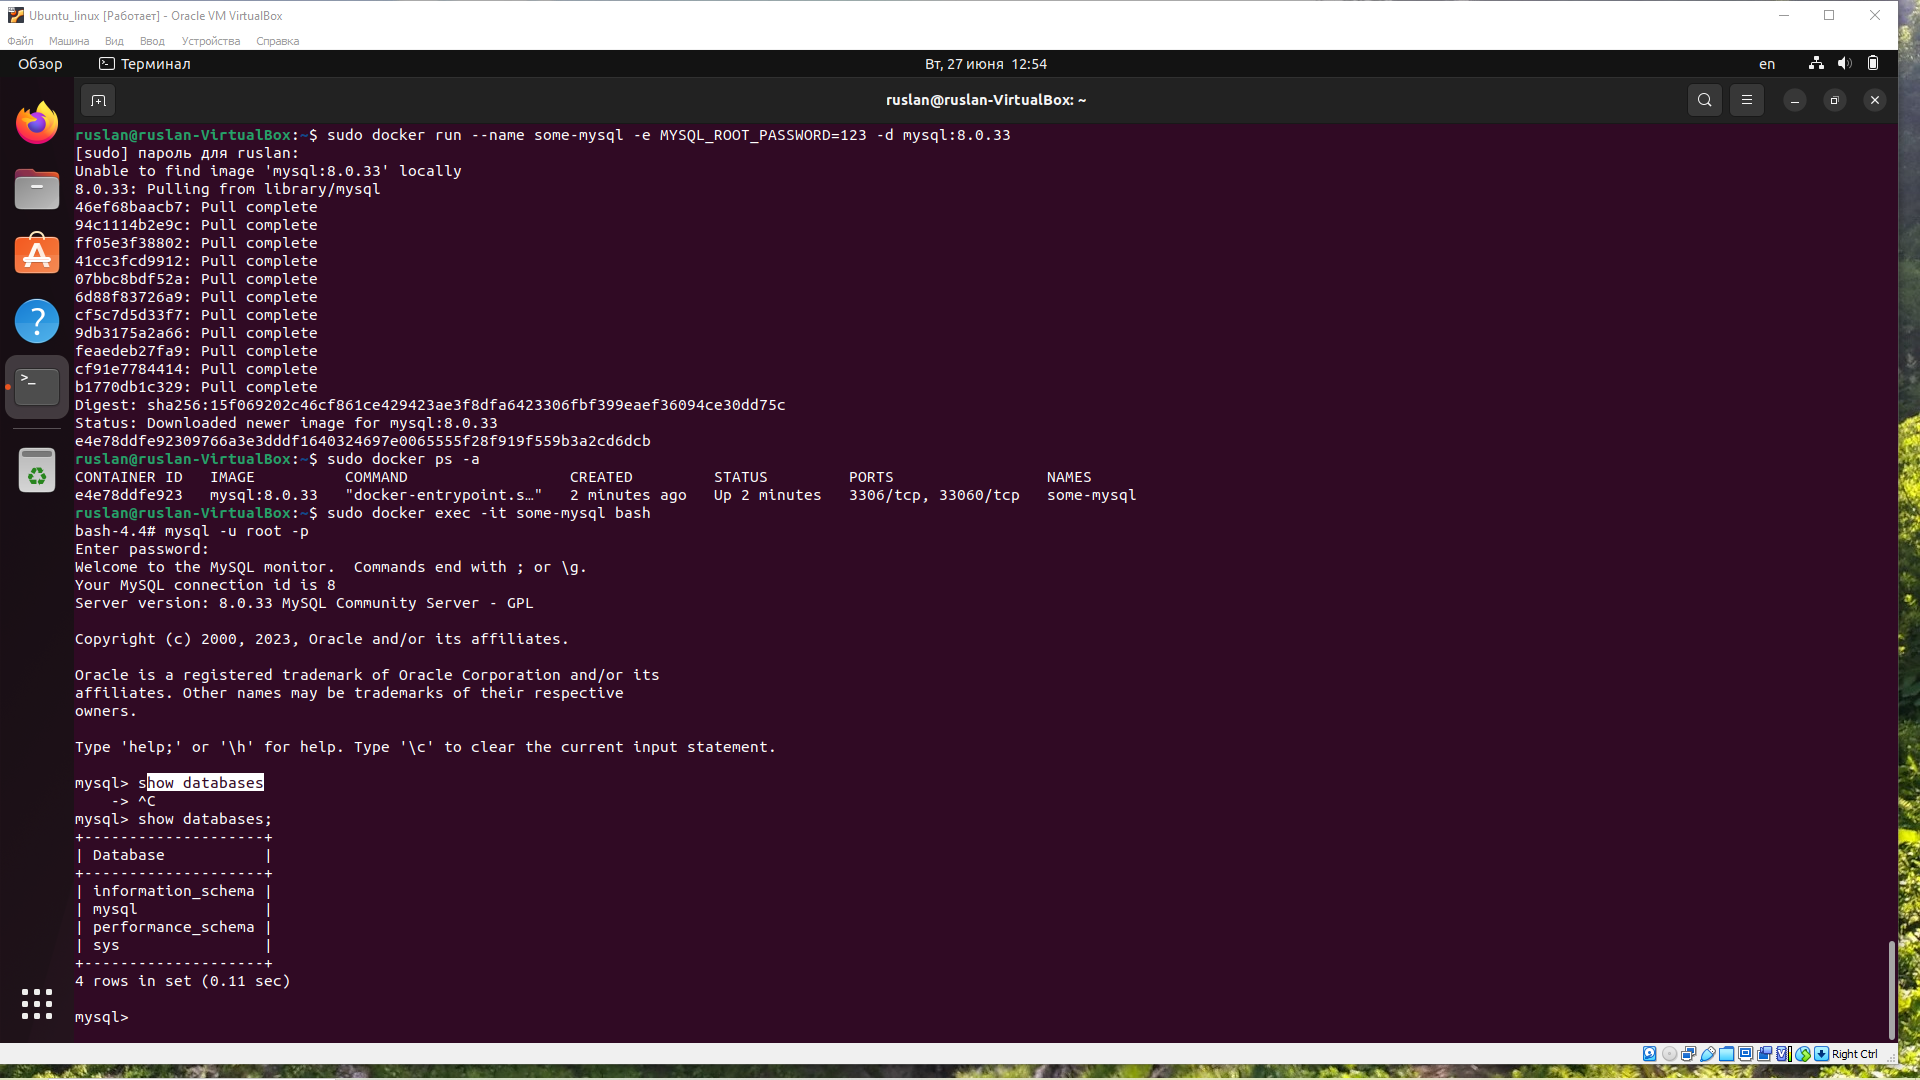 Ubuntu_linux [Работает] - Oracle VM VirtualBox
Файл Машина Вид Ввод Устройства Справка
Обзор Терминал Вт, 27 июня 12:54 en
ruslan@ruslan-VirtualBox: ~
ruslan@ruslan-VirtualBox:~$ sudo docker run --name some-mysql -e MYSQL_ROOT_PASSWORD=123 -d mysql:8.0.33
[sudo] пароль для ruslan:
Unable to find image 'mysql:8.0.33' locally
8.0.33: Pulling from library/mysql
46ef68baacb7: Pull complete
94c1114b2e9c: Pull complete
ff05e3f38802: Pull complete
41cc3fcd9912: Pull complete
07bbc8bdf52a: Pull complete
6d88f83726a9: Pull complete
cf5c7d5d33f7: Pull complete
9db3175a2a66: Pull complete
feaedeb27fa9: Pull complete
cf91e7784414: Pull complete
b1770db1c329: Pull complete
Digest: sha256:15f069202c46cf861ce429423ae3f8dfa6423306fbf399eaef36094ce30dd75c
Status: Downloaded newer image for mysql:8.0.33
e4e78ddfe92309766a3e3dddf1640324697e0065555f28f919f559b3a2cd6dcb
ruslan@ruslan-VirtualBox:~$ sudo docker ps -a
CONTAINER ID   IMAGE          COMMAND                  CREATED         STATUS         PORTS                 NAMES
e4e78ddfe923   mysql:8.0.33   "docker-entrypoint.s…"   2 minutes ago   Up 2 minutes   3306/tcp, 33060/tcp   some-mysql
ruslan@ruslan-VirtualBox:~$ sudo docker exec -it some-mysql bash
bash-4.4# mysql -u root -p
Enter password:
Welcome to the MySQL monitor.  Commands end with ; or \g.
Your MySQL connection id is 8
Server version: 8.0.33 MySQL Community Server - GPL
Copyright (c) 2000, 2023, Oracle and/or its affiliates.
Oracle is a registered trademark of Oracle Corporation and/or its
affiliates. Other names may be trademarks of their respective
owners.
Type 'help;' or '\h' for help. Type '\c' to clear the current input statement.
mysql> show databases
    -> ^C
mysql> show databases;
+--------------------+
| Database           |
+--------------------+
| information_schema |
| mysql              |
| performance_schema |
| sys                |
+--------------------+
4 rows in set (0.11 sec)
mysql>
Right Ctrl